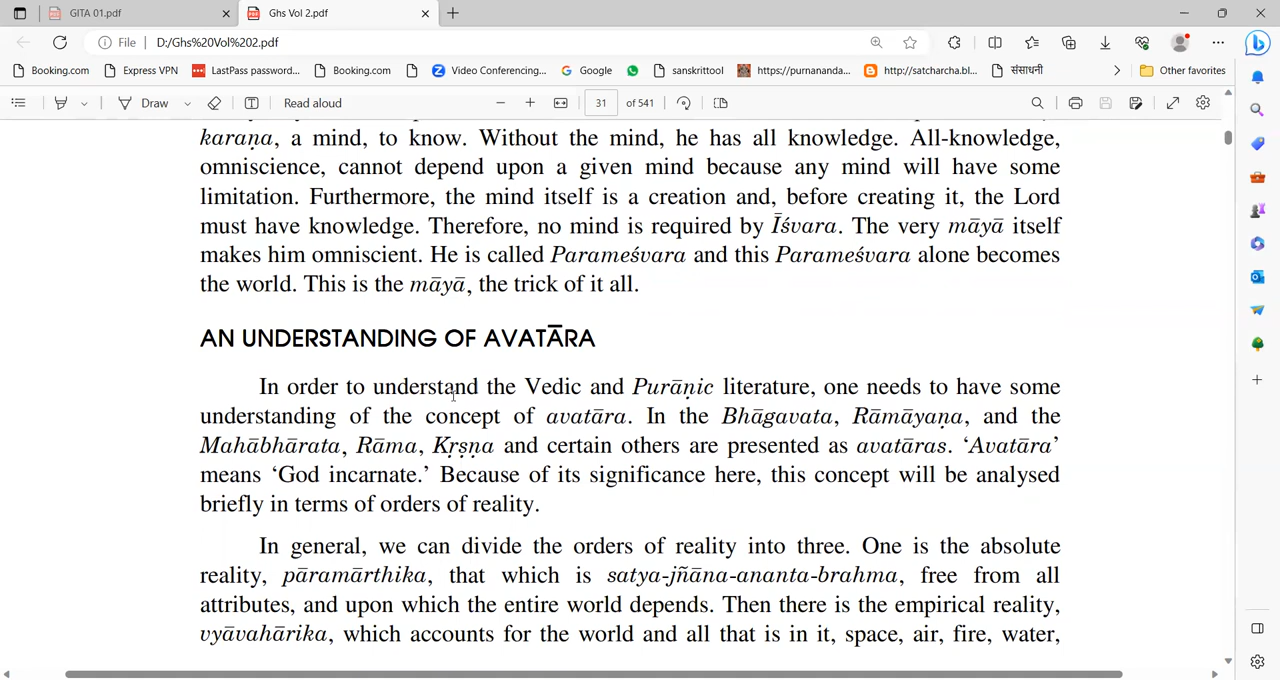 GITA 01.pdf
Ghs Vol 2.pdf
File D:/Ghs%20Vol%202.pdf
Booking.com Express VPN LastPass password... Booking.com Video Conferencing... Google sanskrittool https://purnananda... http://satcharcha.bl... संसाधनी Other favorites
Draw Read aloud 31 of 541
karaṇa, a mind, to know. Without the mind, he has all knowledge. All-knowledge,
omniscience, cannot depend upon a given mind because any mind will have some
limitation. Furthermore, the mind itself is a creation and, before creating it, the Lord
must have knowledge. Therefore, no mind is required by Īśvara. The very māyā itself
makes him omniscient. He is called Parameśvara and this Parameśvara alone becomes
the world. This is the māyā, the trick of it all.
AN UNDERSTANDING OF AVATĀRA
In order to understand the Vedic and Purāṇic literature, one needs to have some
understanding of the concept of avatāra. In the Bhāgavata, Rāmāyaṇa, and the
Mahābhārata, Rāma, Kṛṣṇa and certain others are presented as avatāras. ‘Avatāra’
means ‘God incarnate.’ Because of its significance here, this concept will be analysed
briefly in terms of orders of reality.
In general, we can divide the orders of reality into three. One is the absolute
reality, pāramārthika, that which is satya-jñāna-ananta-brahma, free from all
attributes, and upon which the entire world depends. Then there is the empirical reality,
vyāvahārika, which accounts for the world and all that is in it, space, air, fire, water,